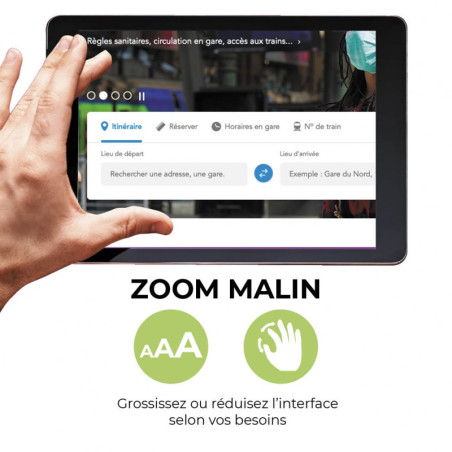 Règles sanitaires, circulation en gare, accès aux trains... ›
Itinéraire Réserver Horaires en gare N° de train
Lieu de départ Lieu d'arrivée
Rechercher une adresse, une gare. Exemple : Gare du Nord,
ZOOM MALIN
AAA
Grossissez ou réduisez l'interface
selon vos besoins